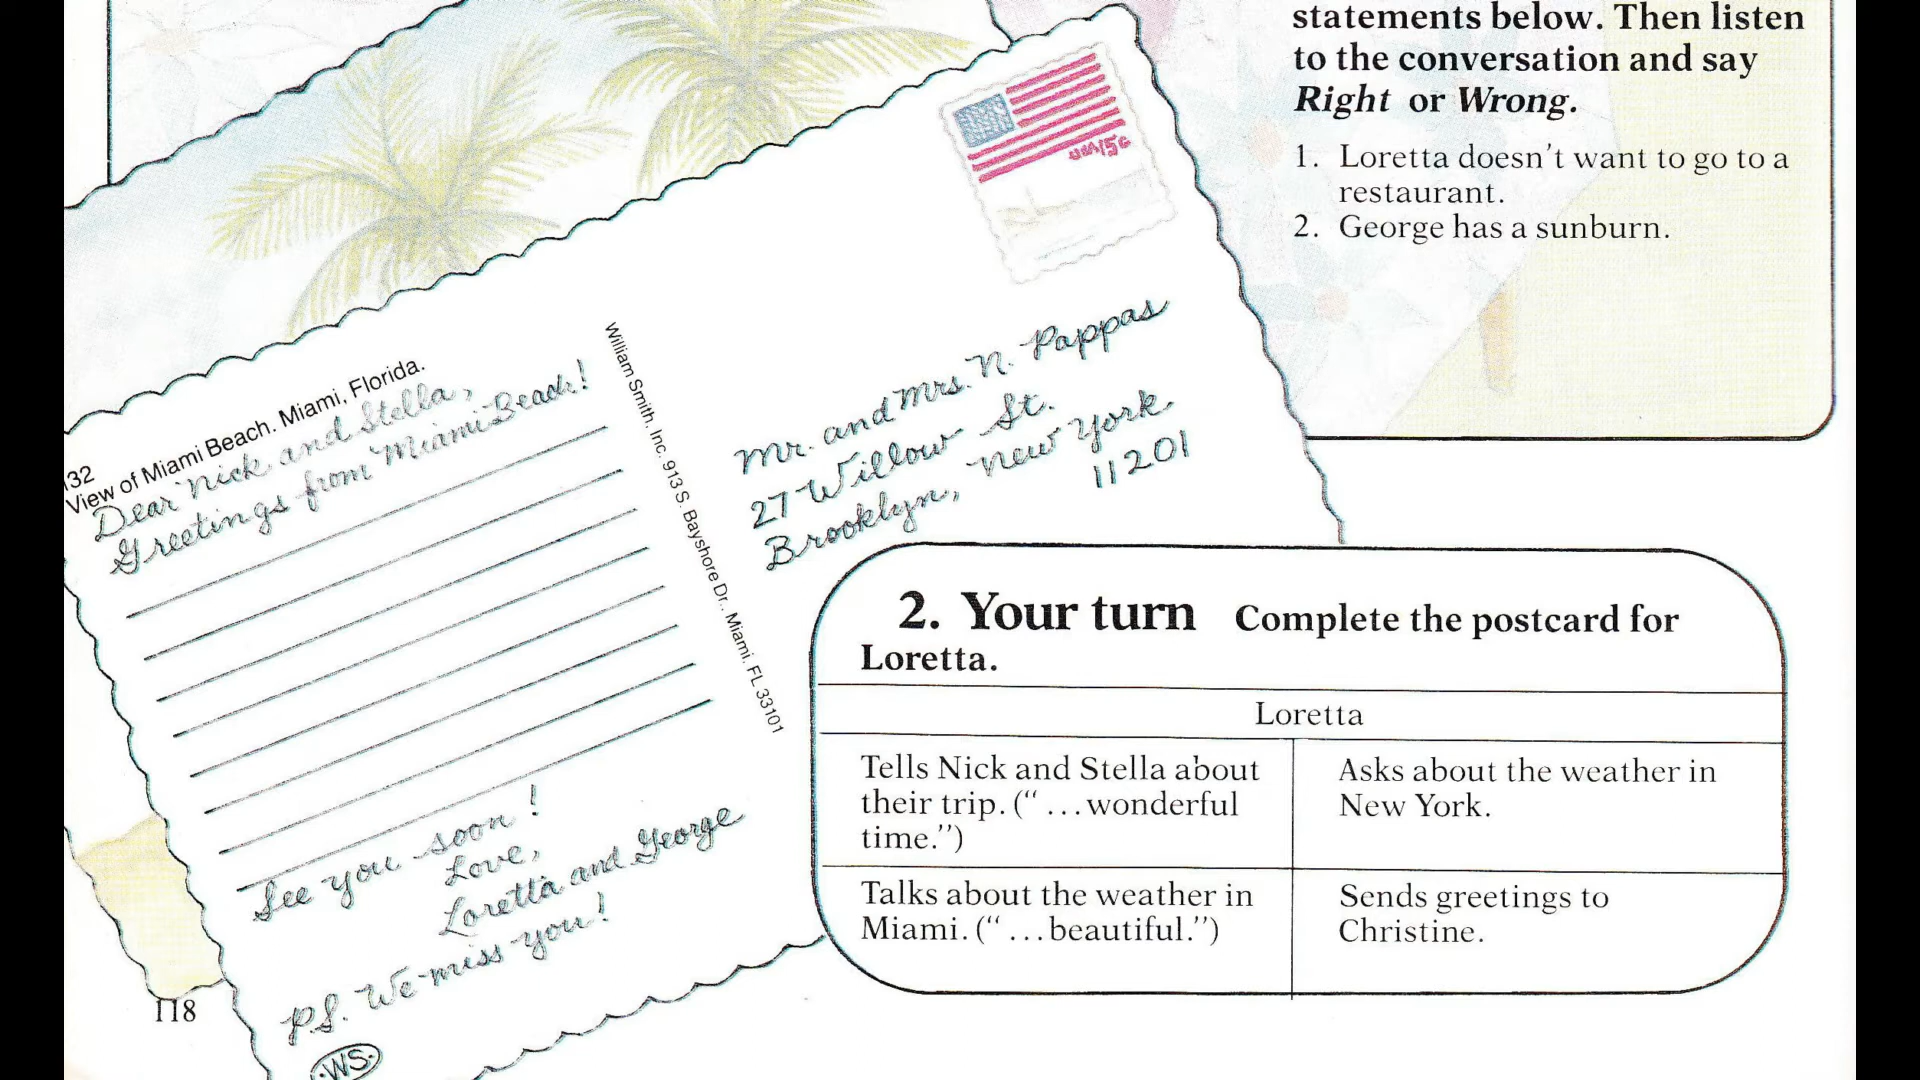 statements below. Then listen
to the conversation and say
Right or Wrong.
1. Loretta doesn't want to go to a
restaurant.
2. George has a sunburn.
132
View of Miami Beach. Miami, Florida.
Dear Nick and Stella,
Greetings from Miami Beach!
See you soon!
Love,
Loretta and George
P.S. We miss you!
WS.
William Smith, Inc. 913 S. Bayshore Dr., Miami, FL 33101
Mr. and Mrs. N. Pappas
27 Willow St.
Brooklyn, New York
11201
2. Your turn Complete the postcard for
Loretta.
Loretta
Tells Nick and Stella about
their trip. (“ ...wonderful
time.”)
Asks about the weather in
New York.
Talks about the weather in
Miami. (“ ...beautiful.”)
Sends greetings to
Christine.
118